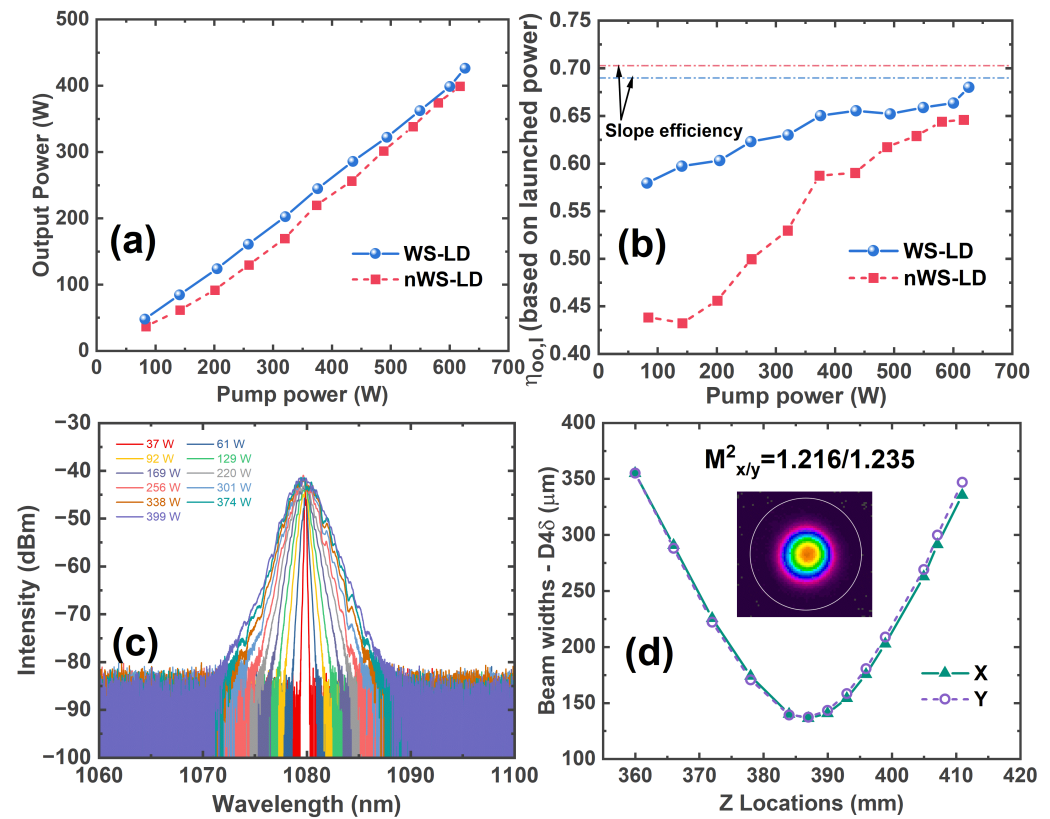 500
400
300
200
100
0
0 100 200 300 400 500 600 700
Output Power (W)
Pump power (W)
(a)
WS-LD
nWS-LD
0.75
0.70
0.65
0.60
0.55
0.50
0.45
0.40
0 100 200 300 400 500 600 700
ηoo,l (based on launched power)
Pump power (W)
Slope efficiency
(b)
WS-LD
nWS-LD
−30
−40
−50
−60
−70
−80
−90
−100
1060 1070 1080 1090 1100
Intensity (dBm)
Wavelength (nm)
37 W 61 W
92 W 129 W
169 W 220 W
256 W 301 W
338 W 374 W
399 W
(c)
400
350
300
250
200
150
100
360 370 380 390 400 410 420
Beam widths - D4δ (μm)
Z Locations (mm)
M²x/y=1.216/1.235
(d)
X
Y